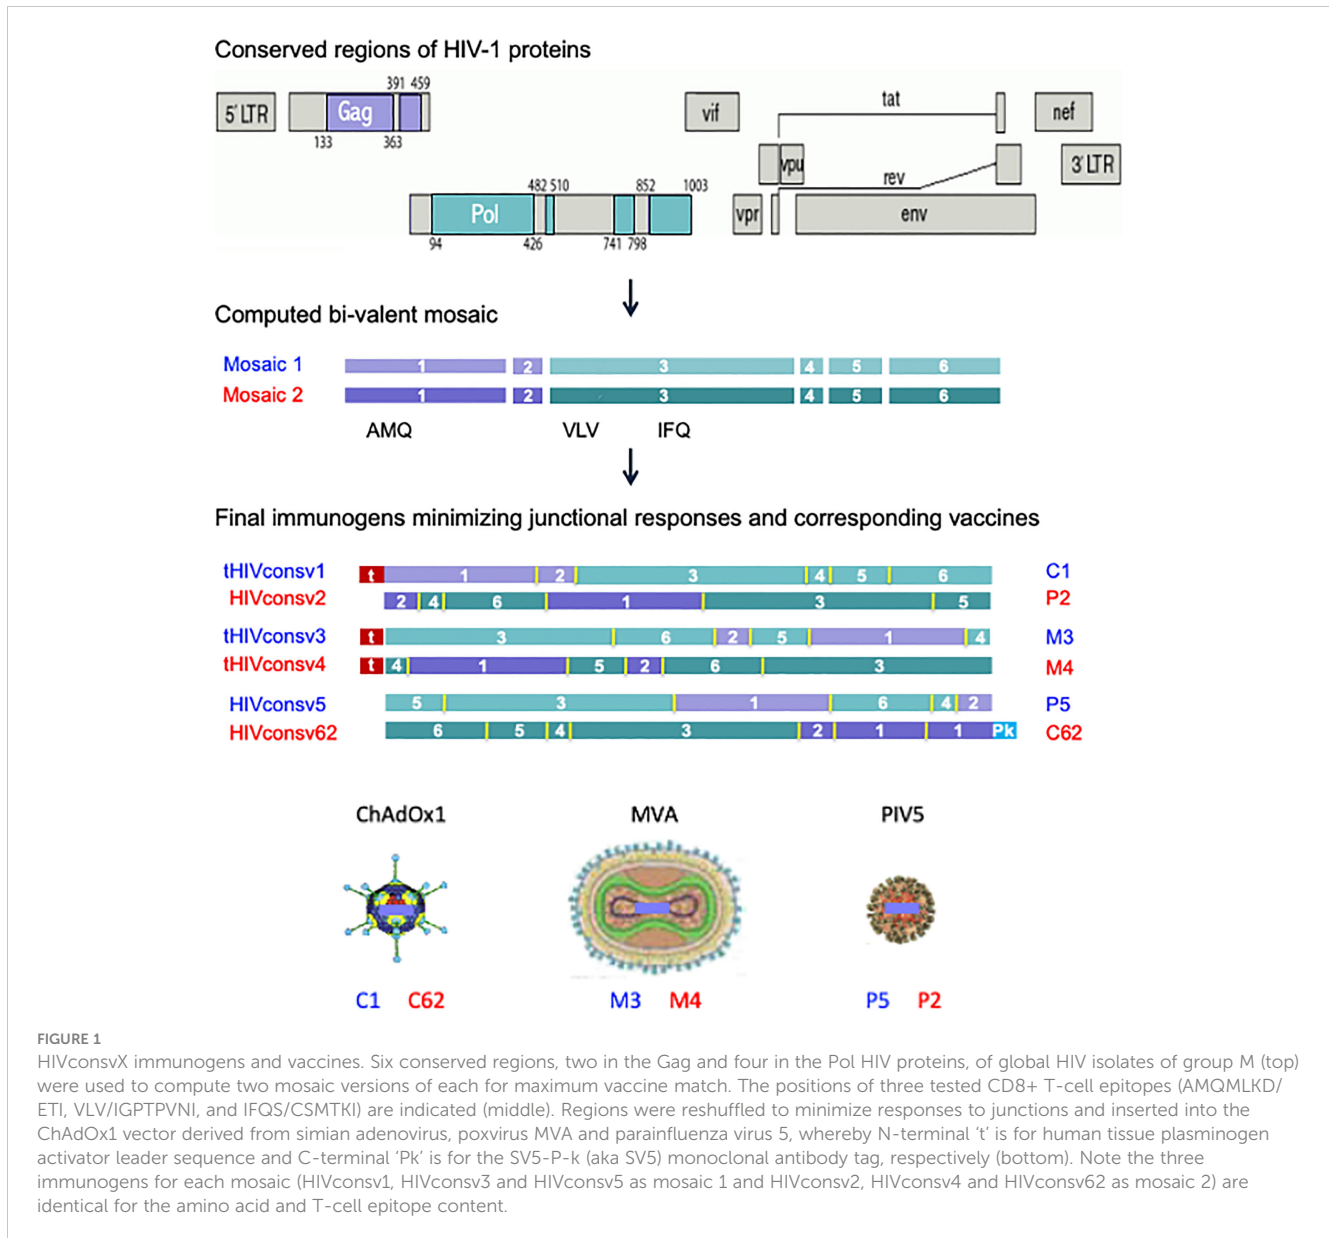 Conserved regions of HIV-1 proteins
391 459
5' LTR Gag vif tat nef
133 363
vpu 3' LTR
rev
482 510 852 1003
Pol vpr env
94 426 741 798
Computed bi-valent mosaic
Mosaic 1 1 2 3 4 5 6
Mosaic 2 1 2 3 4 5 6
AMQ VLV IFQ
Final immunogens minimizing junctional responses and corresponding vaccines
tHIVconsv1 t 1 2 3 4 5 6 C1
HIVconsv2 2 4 6 1 3 5 P2
tHIVconsv3 t 3 6 2 5 1 4 M3
tHIVconsv4 t 4 1 5 2 6 3 M4
HIVconsv5 5 3 1 6 4 2 P5
HIVconsv62 6 5 4 3 2 1 1 Pk C62
ChAdOx1 MVA PIV5
C1 C62 M3 M4 P5 P2
FIGURE 1
HIVconsvX immunogens and vaccines. Six conserved regions, two in the Gag and four in the Pol HIV proteins, of global HIV isolates of group M (top)
were used to compute two mosaic versions of each for maximum vaccine match. The positions of three tested CD8+ T-cell epitopes (AMQMLKD/
ETI, VLV/IGPTPVNI, and IFQS/CSMTKI) are indicated (middle). Regions were reshuffled to minimize responses to junctions and inserted into the
ChAdOx1 vector derived from simian adenovirus, poxvirus MVA and parainfluenza virus 5, whereby N-terminal ‘t’ is for human tissue plasminogen
activator leader sequence and C-terminal ‘Pk’ is for the SV5-P-k (aka SV5) monoclonal antibody tag, respectively (bottom). Note the three
immunogens for each mosaic (HIVconsv1, HIVconsv3 and HIVconsv5 as mosaic 1 and HIVconsv2, HIVconsv4 and HIVconsv62 as mosaic 2) are
identical for the amino acid and T-cell epitope content.